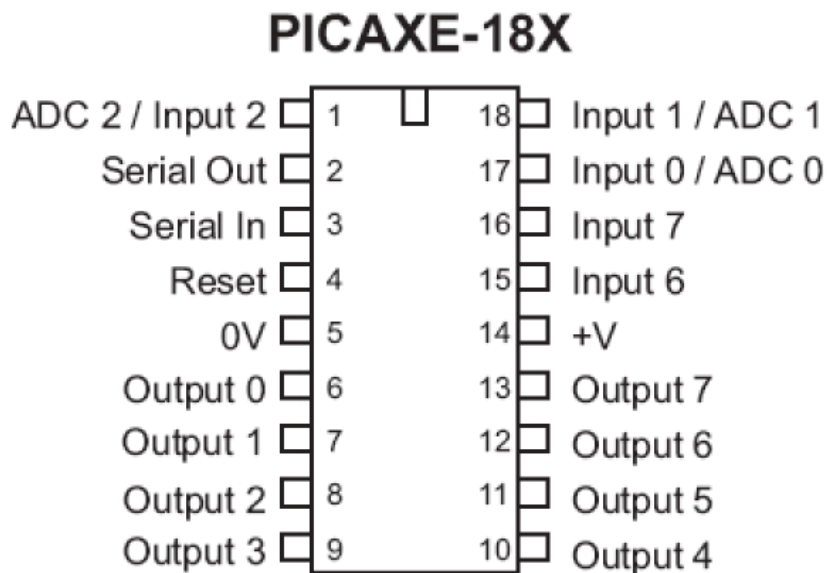 PICAXE-18X
ADC 2 / Input 2 1 18 Input 1 / ADC 1
Serial Out 2 17 Input 0 / ADC 0
Serial In 3 16 Input 7
Reset 4 15 Input 6
0V 5 14 +V
Output 0 6 13 Output 7
Output 1 7 12 Output 6
Output 2 8 11 Output 5
Output 3 9 10 Output 4